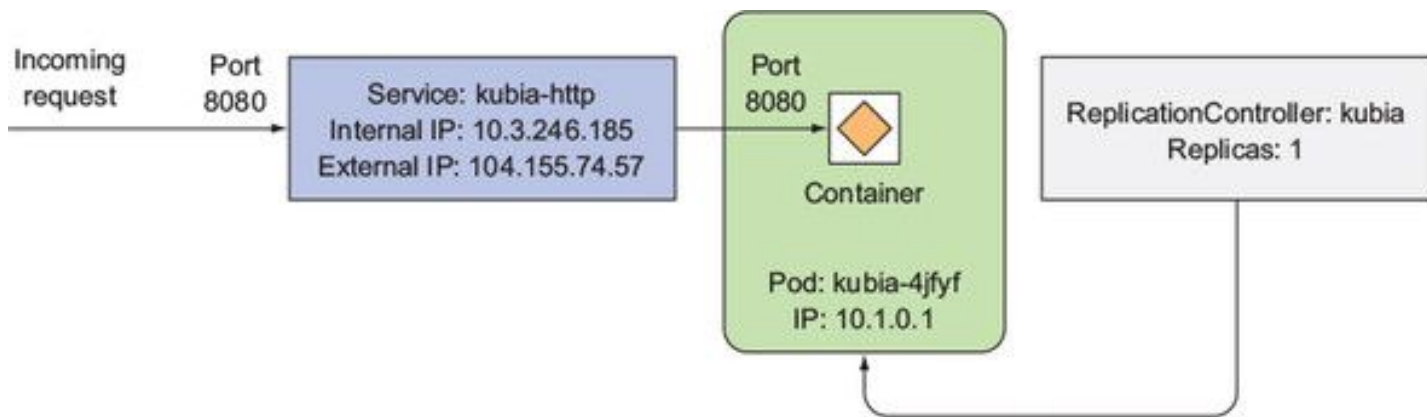 Incoming
request
Port
8080
Service: kubia-http
Internal IP: 10.3.246.185
External IP: 104.155.74.57
Port
8080
Container
Pod: kubia-4jfyf
IP: 10.1.0.1
ReplicationController: kubia
Replicas: 1